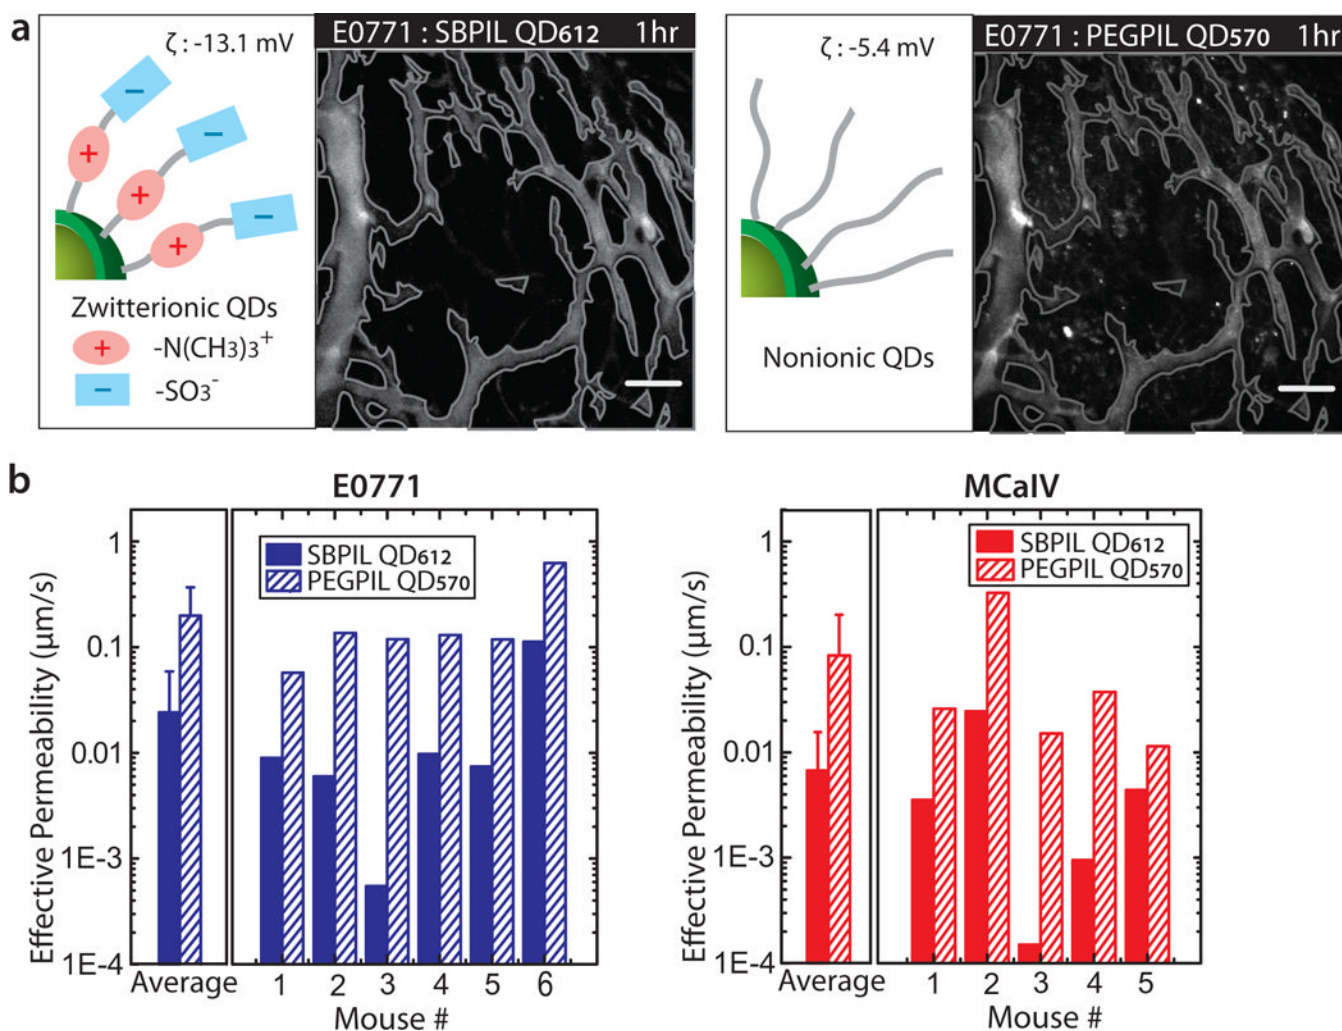 a
ζ : -13.1 mV
Zwitterionic QDs
+ -N(CH3)3+
− -SO3-
E0771 : SBPIL QD612 1hr
ζ : -5.4 mV
Nonionic QDs
E0771 : PEGPIL QD570 1hr
b
E0771
Effective Permeability (µm/s)
1
0.1
0.01
1E-3
1E-4
SBPIL QD612
PEGPIL QD570
Average 1 2 3 4 5 6
Mouse #
MCaIV
Effective Permeability (µm/s)
1
0.1
0.01
1E-3
1E-4
SBPIL QD612
PEGPIL QD570
Average 1 2 3 4 5
Mouse #